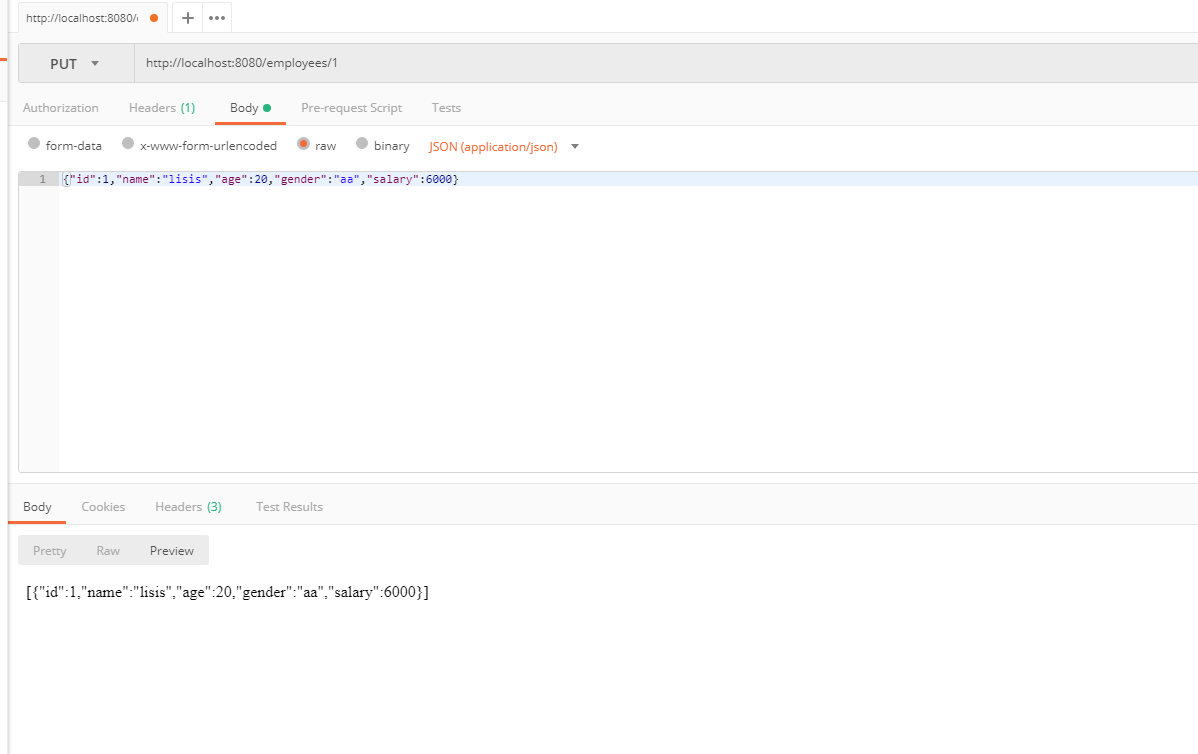 http://localhost:8080/
PUT http://localhost:8080/employees/1
Authorization Headers (1) Body Pre-request Script Tests
form-data x-www-form-urlencoded raw binary JSON (application/json)
1 {"id":1,"name":"lisis","age":20,"gender":"aa","salary":6000}
Body Cookies Headers (3) Test Results
Pretty Raw Preview
[{"id":1,"name":"lisis","age":20,"gender":"aa","salary":6000}]